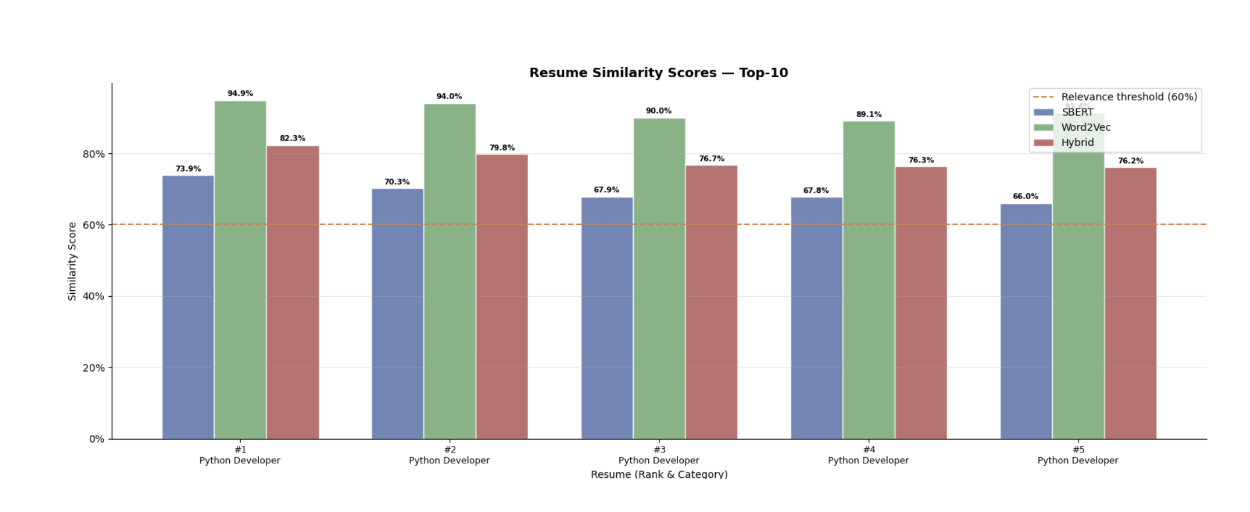 Resume Similarity Scores — Top-10
Relevance threshold (60%)
SBERT
Word2Vec
Hybrid
94.9%
94.0%
90.0%
89.1%
82.3%
79.8%
76.7%
76.3%
76.2%
73.9%
70.3%
67.9%
67.8%
66.0%
Similarity Score
80%
60%
40%
20%
0%
#1
Python Developer
#2
Python Developer
#3
Python Developer
#4
Python Developer
#5
Python Developer
Resume (Rank & Category)